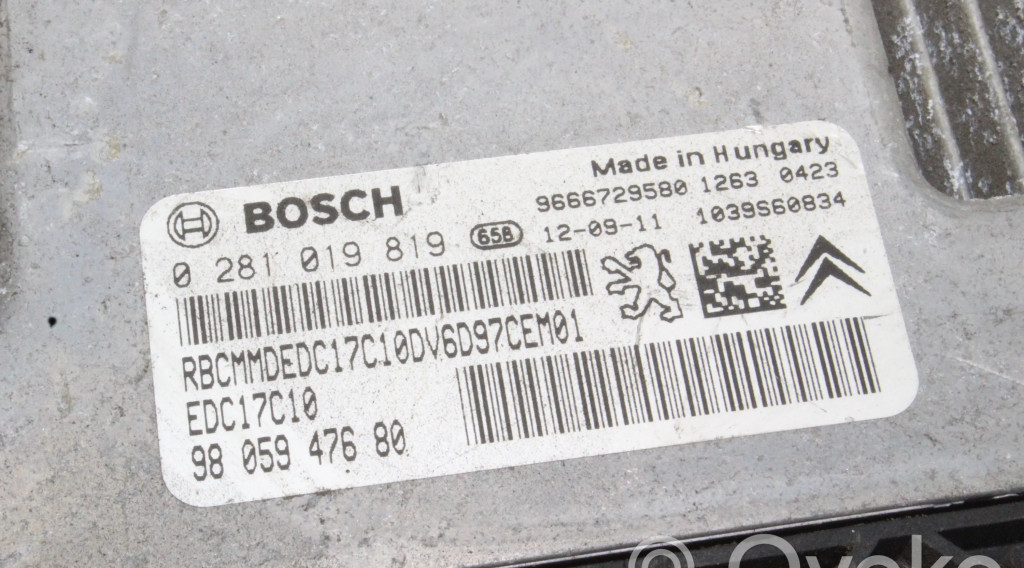 Made in Hungary
BOSCH
9666729580 1263 0423
0 281 019 819 658 12-09-11 1039S60834
RBCMMDEDC17C10DV6D97CEM01
EDC17C10
98 059 476 80